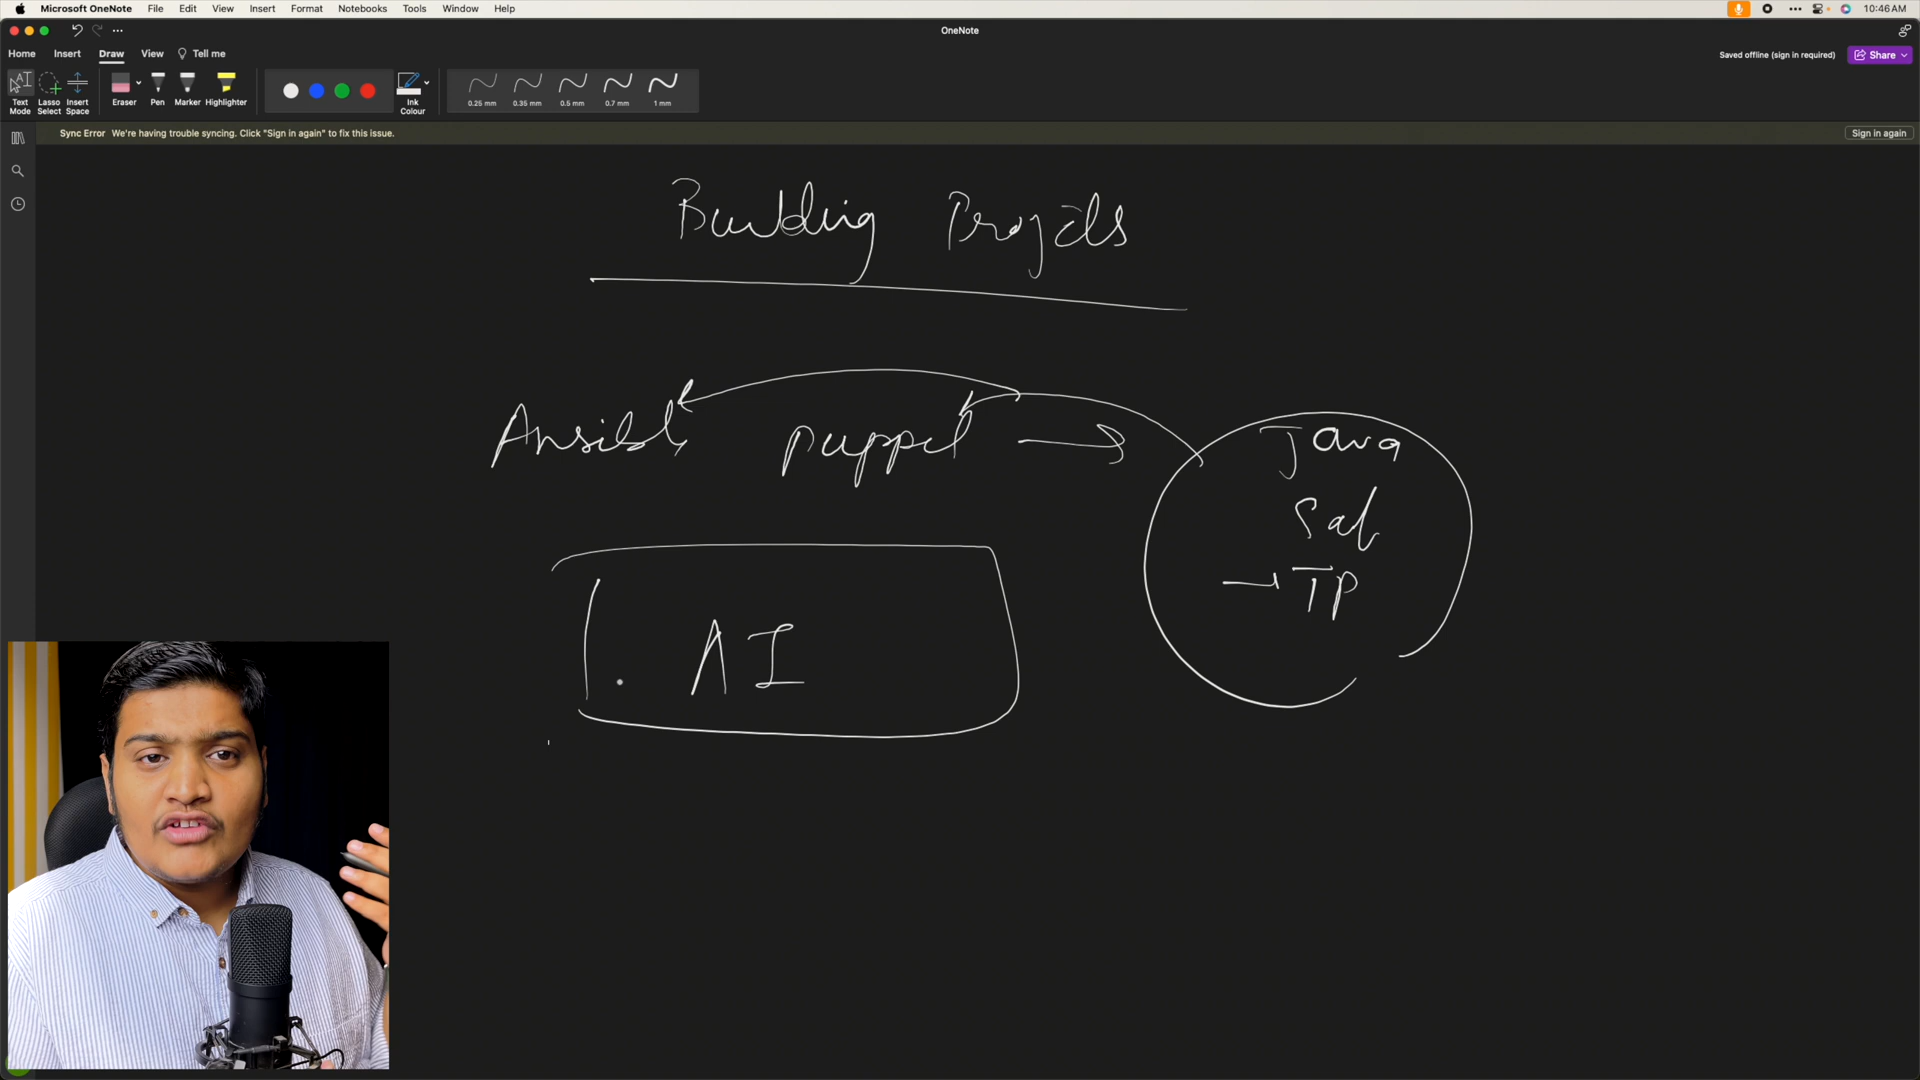 Microsoft OneNote File Edit View Insert Format Notebooks Tools Window Help 10:46 AM
OneNote
Home Insert Draw View Tell me
Saved offline (sign in required) Share
Text Mode Lasso Select Insert Space Eraser Pen Marker Highlighter Ink Colour 0.25 mm 0.35 mm 0.5 mm 0.7 mm 1 mm
Sync Error We're having trouble syncing. Click "Sign in again" to fix this issue. Sign in again
Building Projects
Ansible puppet → Java
→ TP
AI